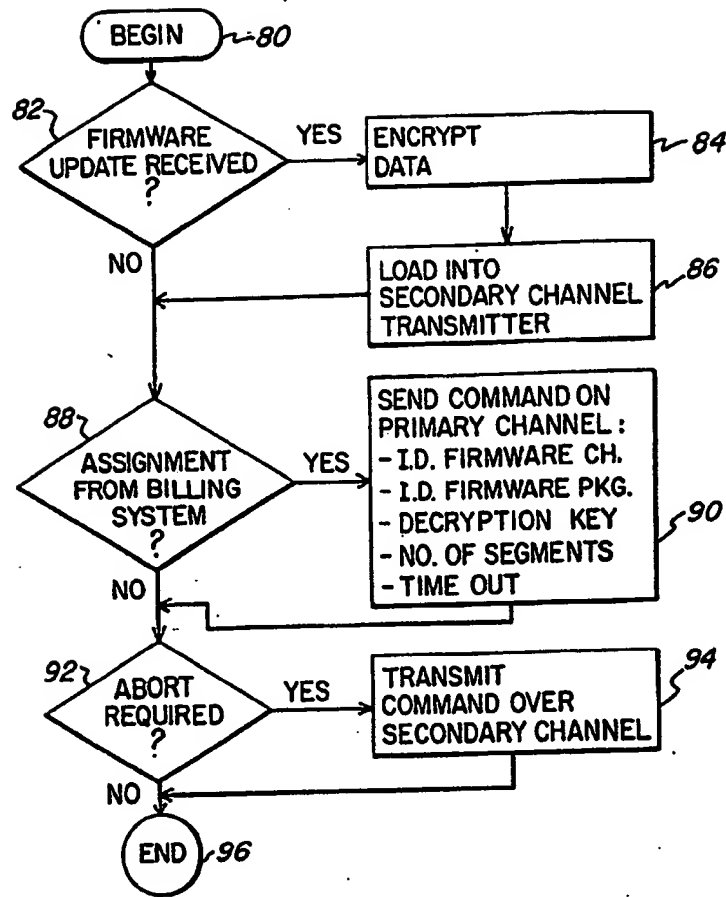 BEGIN
80
82
FIRMWARE
UPDATE RECEIVED
?
YES
NO
ENCRYPT
DATA
84
LOAD INTO
SECONDARY CHANNEL
TRANSMITTER
86
88
ASSIGNMENT
FROM BILLING
SYSTEM
?
YES
NO
SEND COMMAND ON
PRIMARY CHANNEL :
- I.D. FIRMWARE CH.
- I.D. FIRMWARE PKG.
- DECRYPTION KEY
- NO. OF SEGMENTS
- TIME OUT
90
92
ABORT
REQUIRED
?
YES
NO
TRANSMIT
COMMAND OVER
SECONDARY CHANNEL
94
END
96